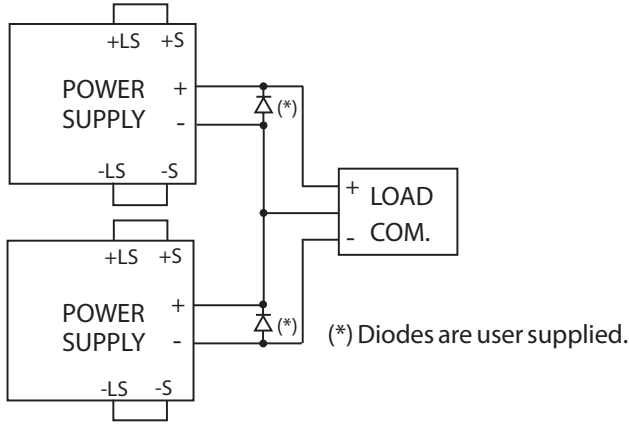 +LS +S
POWER +
SUPPLY -
(*)
-LS -S
+ LOAD
- COM.
+LS +S
POWER +
SUPPLY -
(*)
(*) Diodes are user supplied.
-LS -S